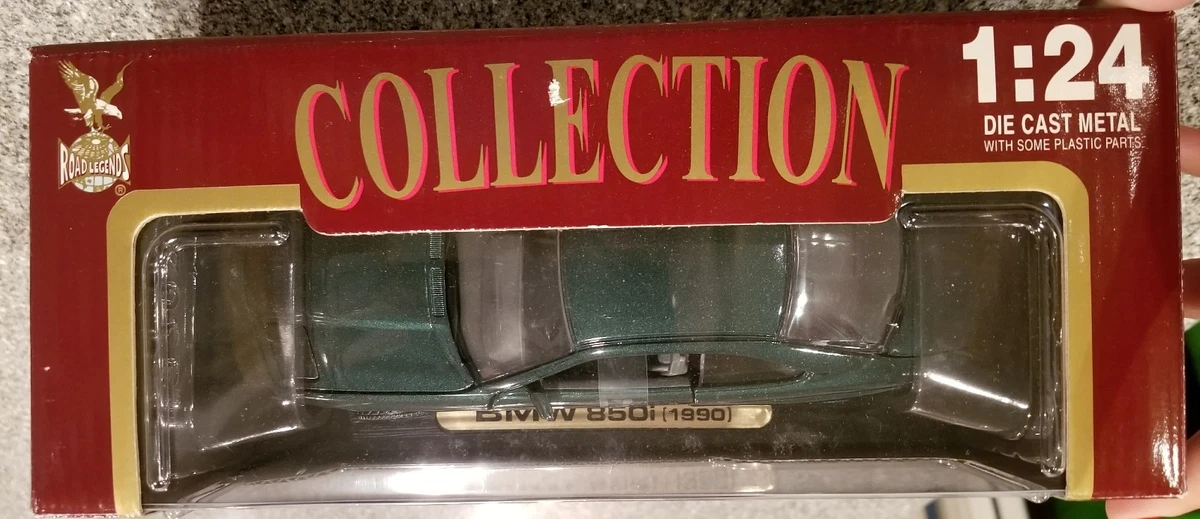 ROAD LEGENDS
®
COLLECTION
1:24
DIE CAST METAL
WITH SOME PLASTIC PARTS
BMW 850i (1990)